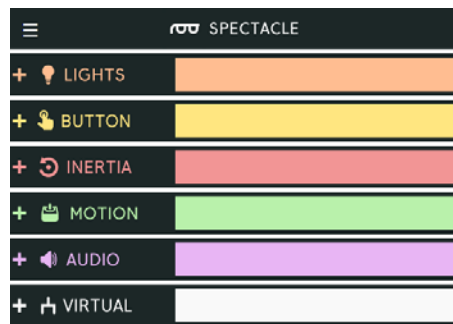 SPECTACLE
+ LIGHTS
+ BUTTON
+ INERTIA
+ MOTION
+ AUDIO
+ VIRTUAL